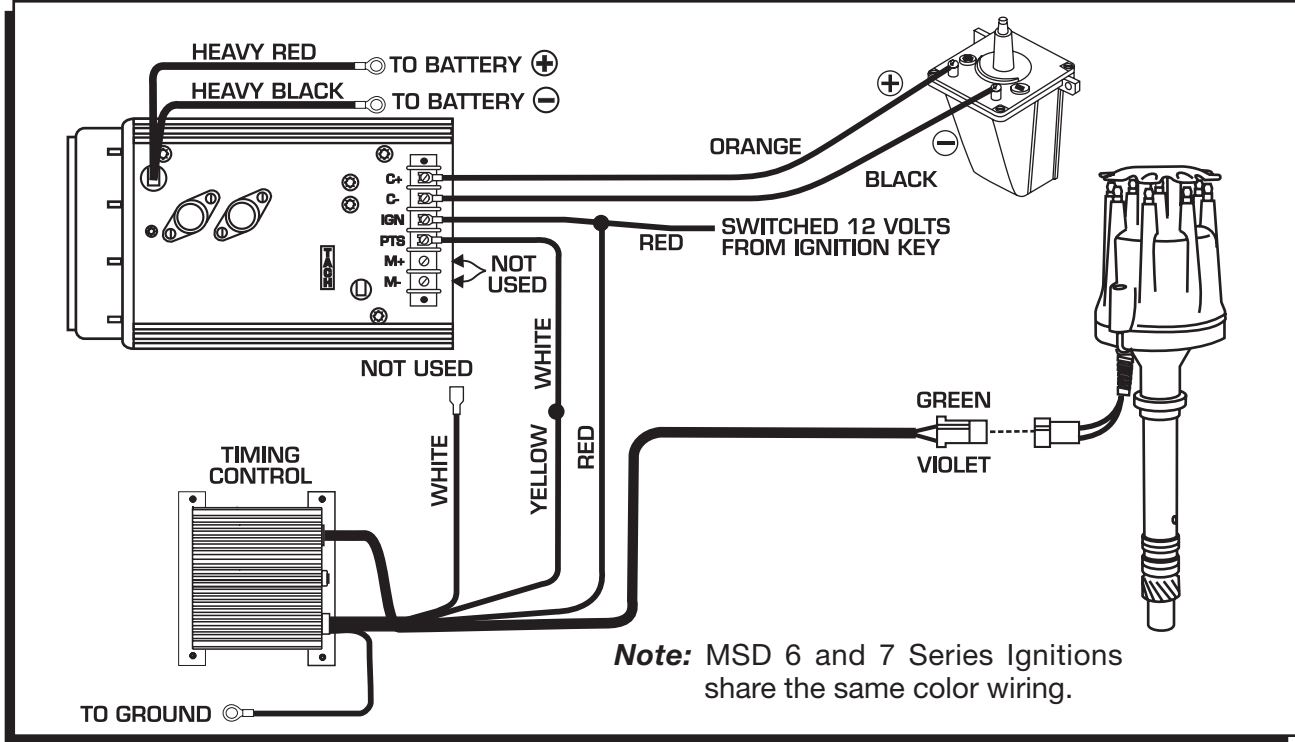 HEAVY RED
TO BATTERY ⊕
HEAVY BLACK
TO BATTERY ⊖
⊕
ORANGE
⊖
BLACK
C+
C-
IGN
PTS
M+
M-
TACH
NOT
USED
RED
SWITCHED 12 VOLTS
FROM IGNITION KEY
NOT USED
WHITE
WHITE
YELLOW
RED
GREEN
VIOLET
TIMING
CONTROL
Note: MSD 6 and 7 Series Ignitions
share the same color wiring.
TO GROUND